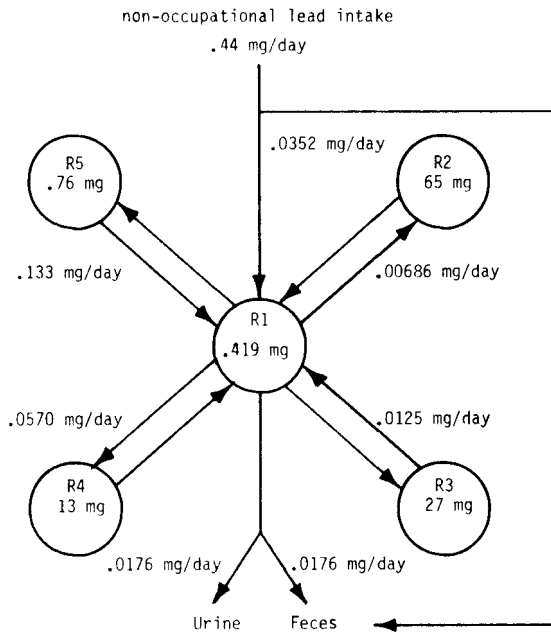 non-occupational lead intake
.44 mg/day
.0352 mg/day
R5
.76 mg
R2
65 mg
.133 mg/day
.00686 mg/day
R1
.419 mg
.0570 mg/day
.0125 mg/day
R4
13 mg
R3
27 mg
.0176 mg/day
.0176 mg/day
Urine
Feces